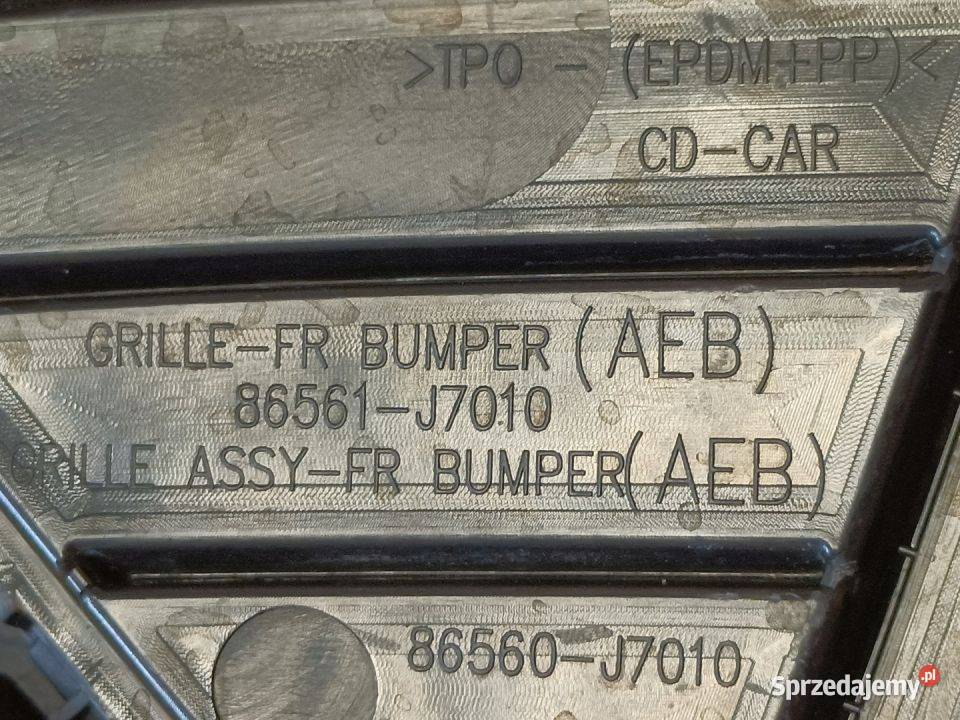 >TPO - (EPDM+PP)<
CD-CAR
GRILLE-FR BUMPER (AEB)
86561-J7010
GRILLE ASSY-FR BUMPER(AEB)
86560-J7010
Sprzedajemy.pl